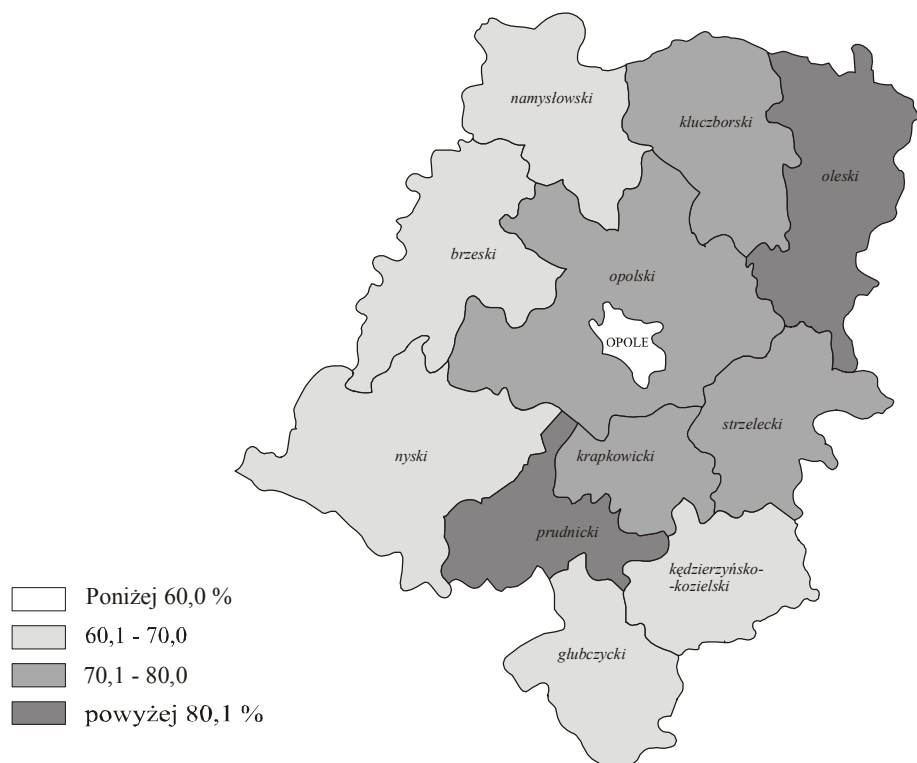 namysłowski
kluczborski
oleski
brzeski
opolski
OPOLE
strzelecki
nyski
krapkowicki
prudnicki
kędzierzyńsko-
-kozielski
głubczycki
Poniżej 60,0 %
60,1 - 70,0
70,1 - 80,0
powyżej 80,1 %